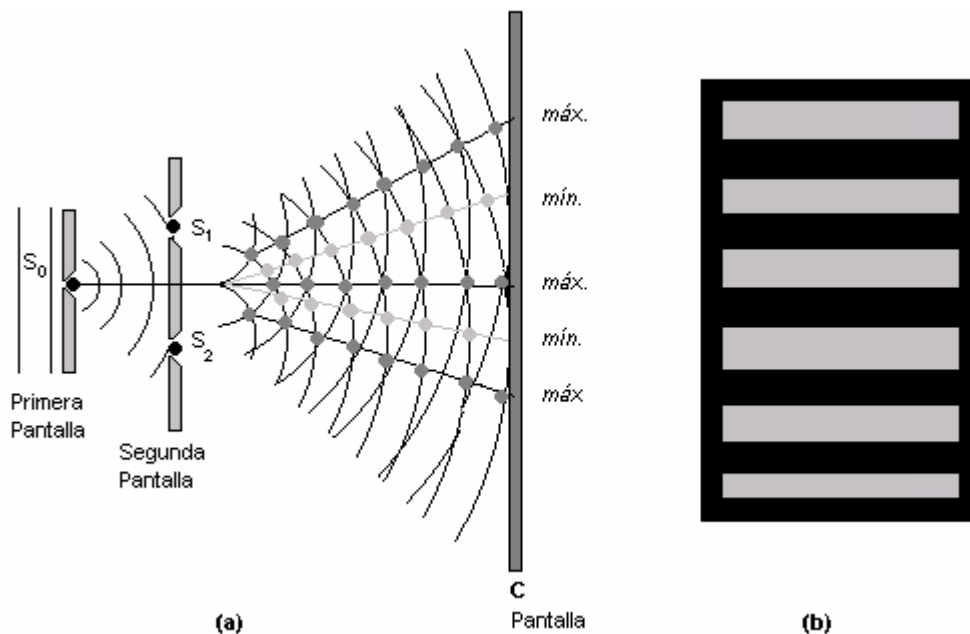 máx.
mín.
S1
S0
máx.
S2
mín.
máx
Primera
Pantalla
Segunda
Pantalla
C
(a)
Pantalla
(b)